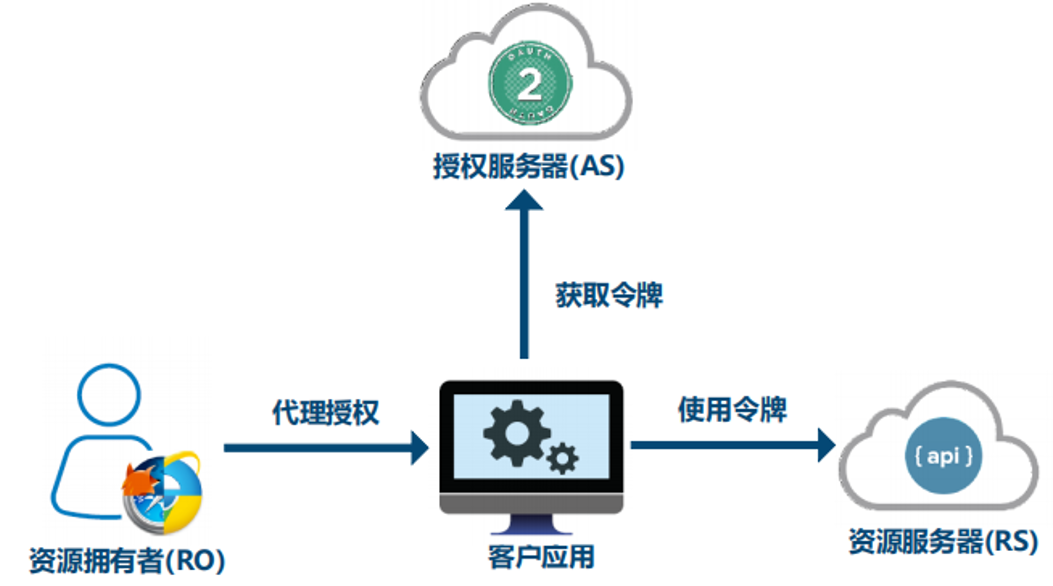 OAUTH
2
授权服务器(AS)
获取令牌
代理授权
使用令牌
{ api }
资源拥有者(RO)
客户应用
资源服务器(RS)